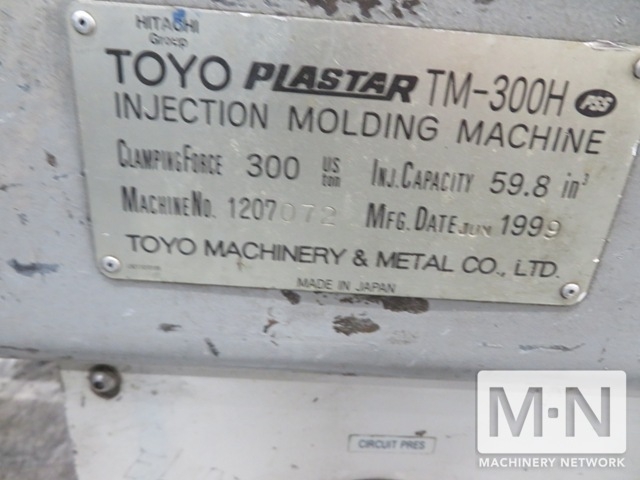 HITACHI
Group
TOYO PLASTAR TM-300H PSS
INJECTION MOLDING MACHINE
CLAMPING FORCE 300 US ton INJ. CAPACITY 59.8 in³
MACHINE NO. 1207072 MFG. DATE JUN 1999
TOYO MACHINERY & METAL CO., LTD.
MADE IN JAPAN
CIRCUIT PRES
M·N
MACHINERY NETWORK